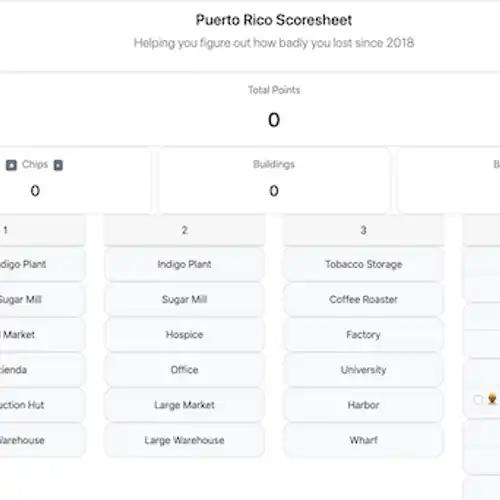 Puerto Rico Scoresheet
Helping you figure out how badly you lost since 2018
Total Points
0
Chips Buildings B
0 0
1 2 3
digo Plant Indigo Plant Tobacco Storage
Sugar Mill Sugar Mill Coffee Roaster
Market Hospice Factory
ienda Office University
uction Hut Large Market Harbor
Warehouse Large Warehouse Wharf